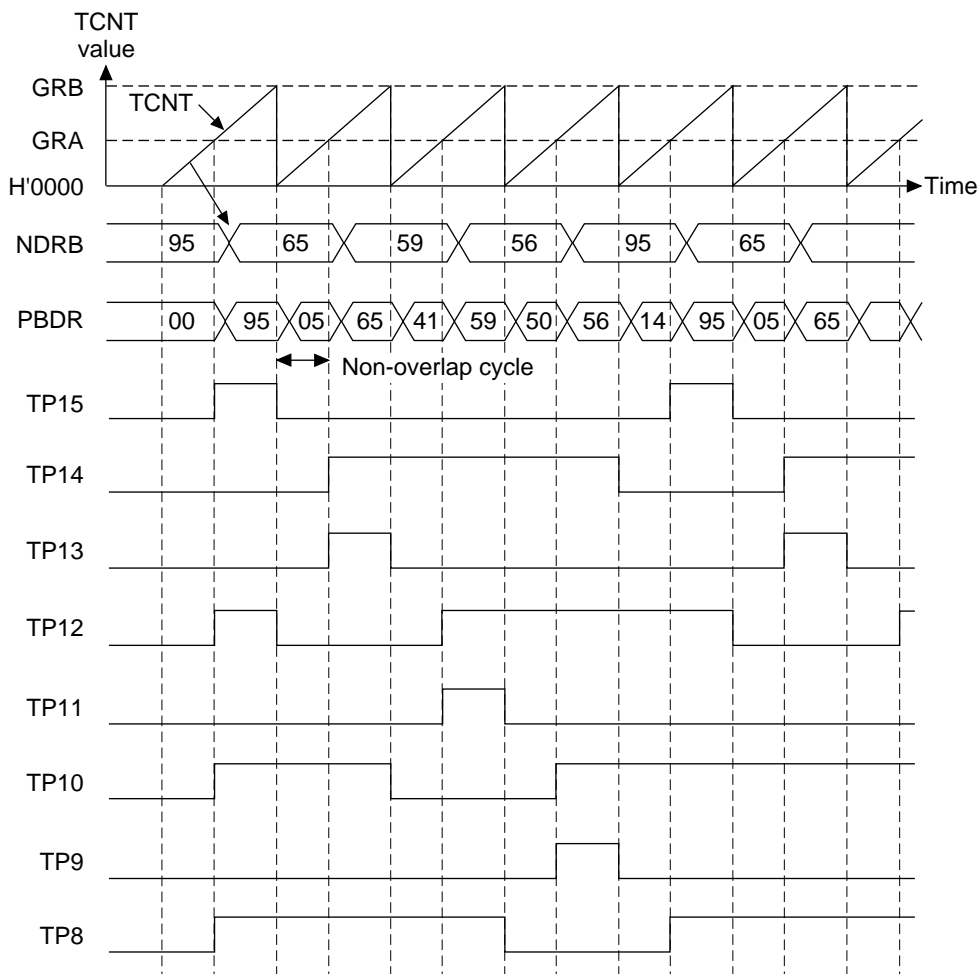 TCNT
value
GRB
TCNT
GRA
H'0000
Time
NDRB 95 65 59 56 95 65
PBDR 00 95 05 65 41 59 50 56 14 95 05 65
Non-overlap cycle
TP15
TP14
TP13
TP12
TP11
TP10
TP9
TP8